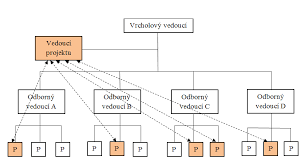 Vrcholový vedoucí
Vedoucí
projektu
Odborný
vedoucí A
Odborný
vedoucí B
Odborný
vedoucí C
Odborný
vedoucí D
P P P P P P P P P P P P